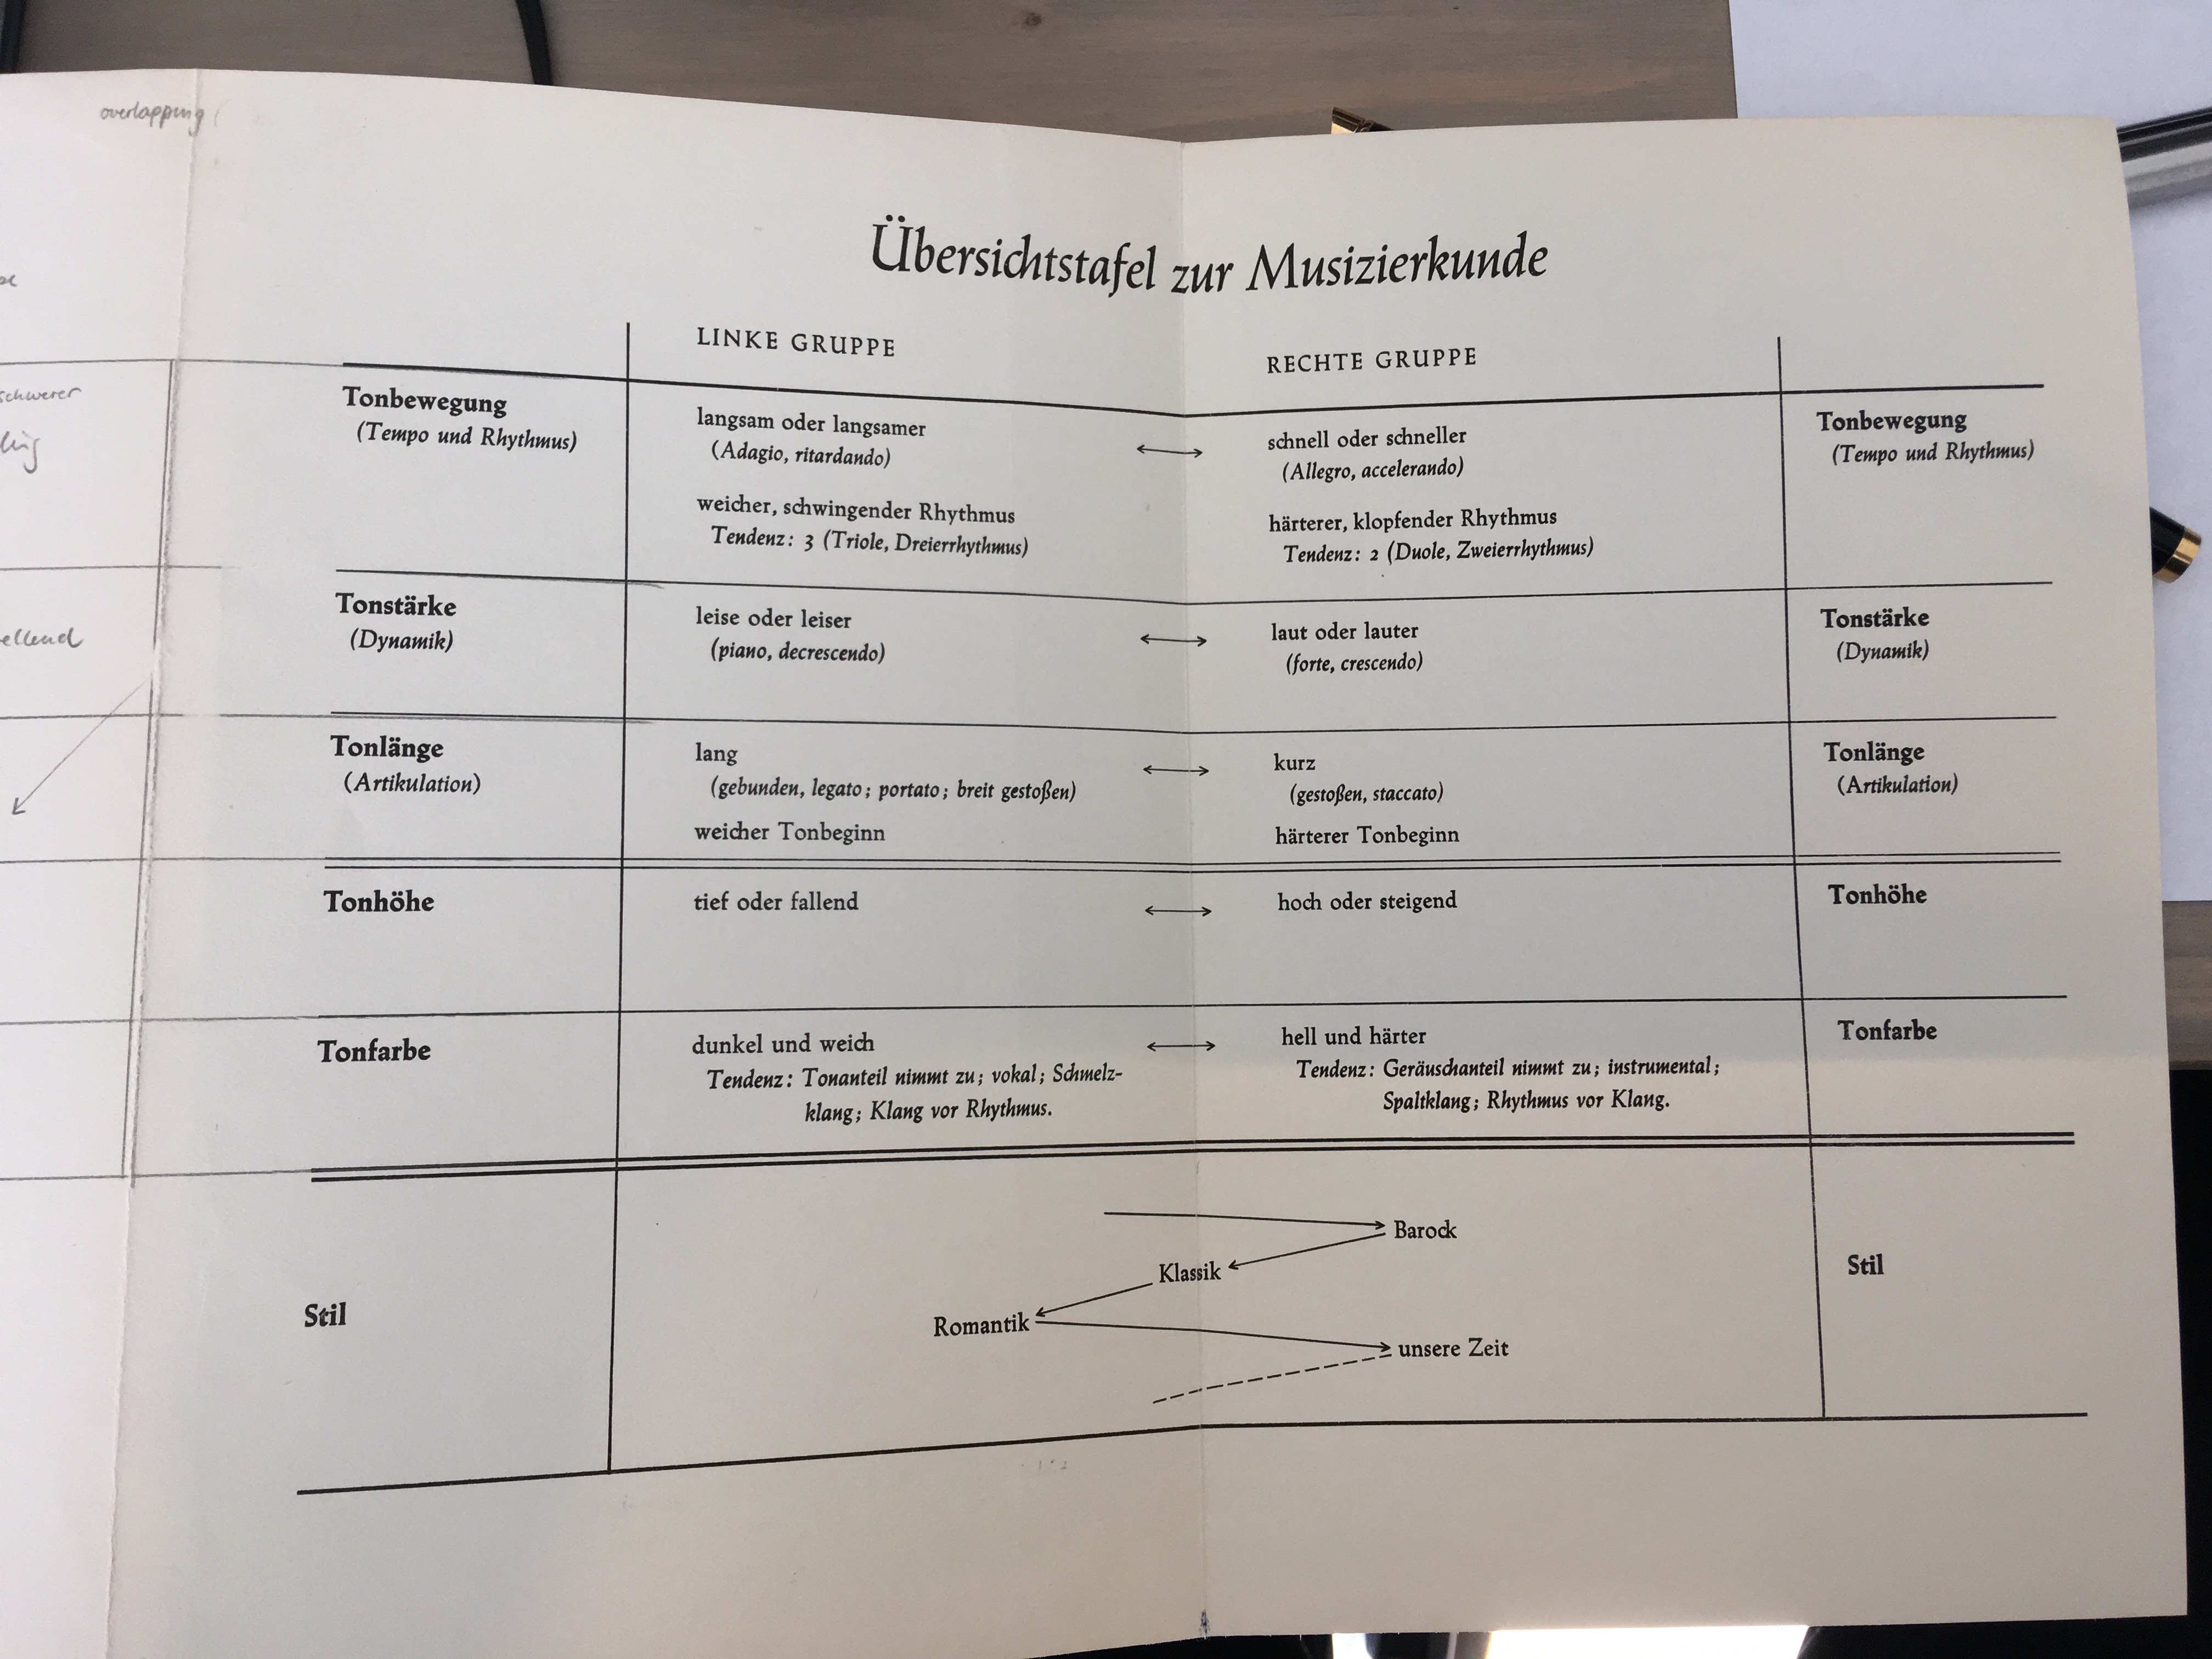 overlapping
schwerer
ellend
Übersichtstafel zur Musizierkunde
LINKE GRUPPE
RECHTE GRUPPE
Tonbewegung
(Tempo und Rhythmus)
langsam oder langsamer
(Adagio, ritardando)
weicher, schwingender Rhythmus
Tendenz: 3 (Triole, Dreierrhythmus)
schnell oder schneller
(Allegro, accelerando)
härterer, klopfender Rhythmus
Tendenz: 2 (Duole, Zweierrhythmus)
Tonbewegung
(Tempo und Rhythmus)
Tonstärke
(Dynamik)
leise oder leiser
(piano, decrescendo)
laut oder lauter
(forte, crescendo)
Tonstärke
(Dynamik)
Tonlänge
(Artikulation)
lang
(gebunden, legato; portato; breit gestoßen)
weicher Tonbeginn
kurz
(gestoßen, staccato)
härterer Tonbeginn
Tonlänge
(Artikulation)
Tonhöhe
tief oder fallend
hoch oder steigend
Tonhöhe
Tonfarbe
dunkel und weich
Tendenz: Tonanteil nimmt zu; vokal; Schmelz-
klang; Klang vor Rhythmus.
hell und härter
Tendenz: Geräuschanteil nimmt zu; instrumental;
Spaltklang; Rhythmus vor Klang.
Tonfarbe
Stil
Barock
Klassik
Romantik
unsere Zeit
Stil